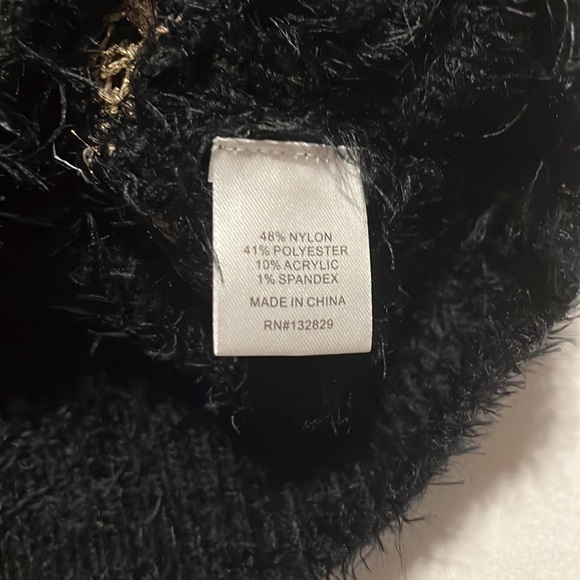 48% NYLON
41% POLYESTER
10% ACRYLIC
1% SPANDEX
MADE IN CHINA
RN#132829